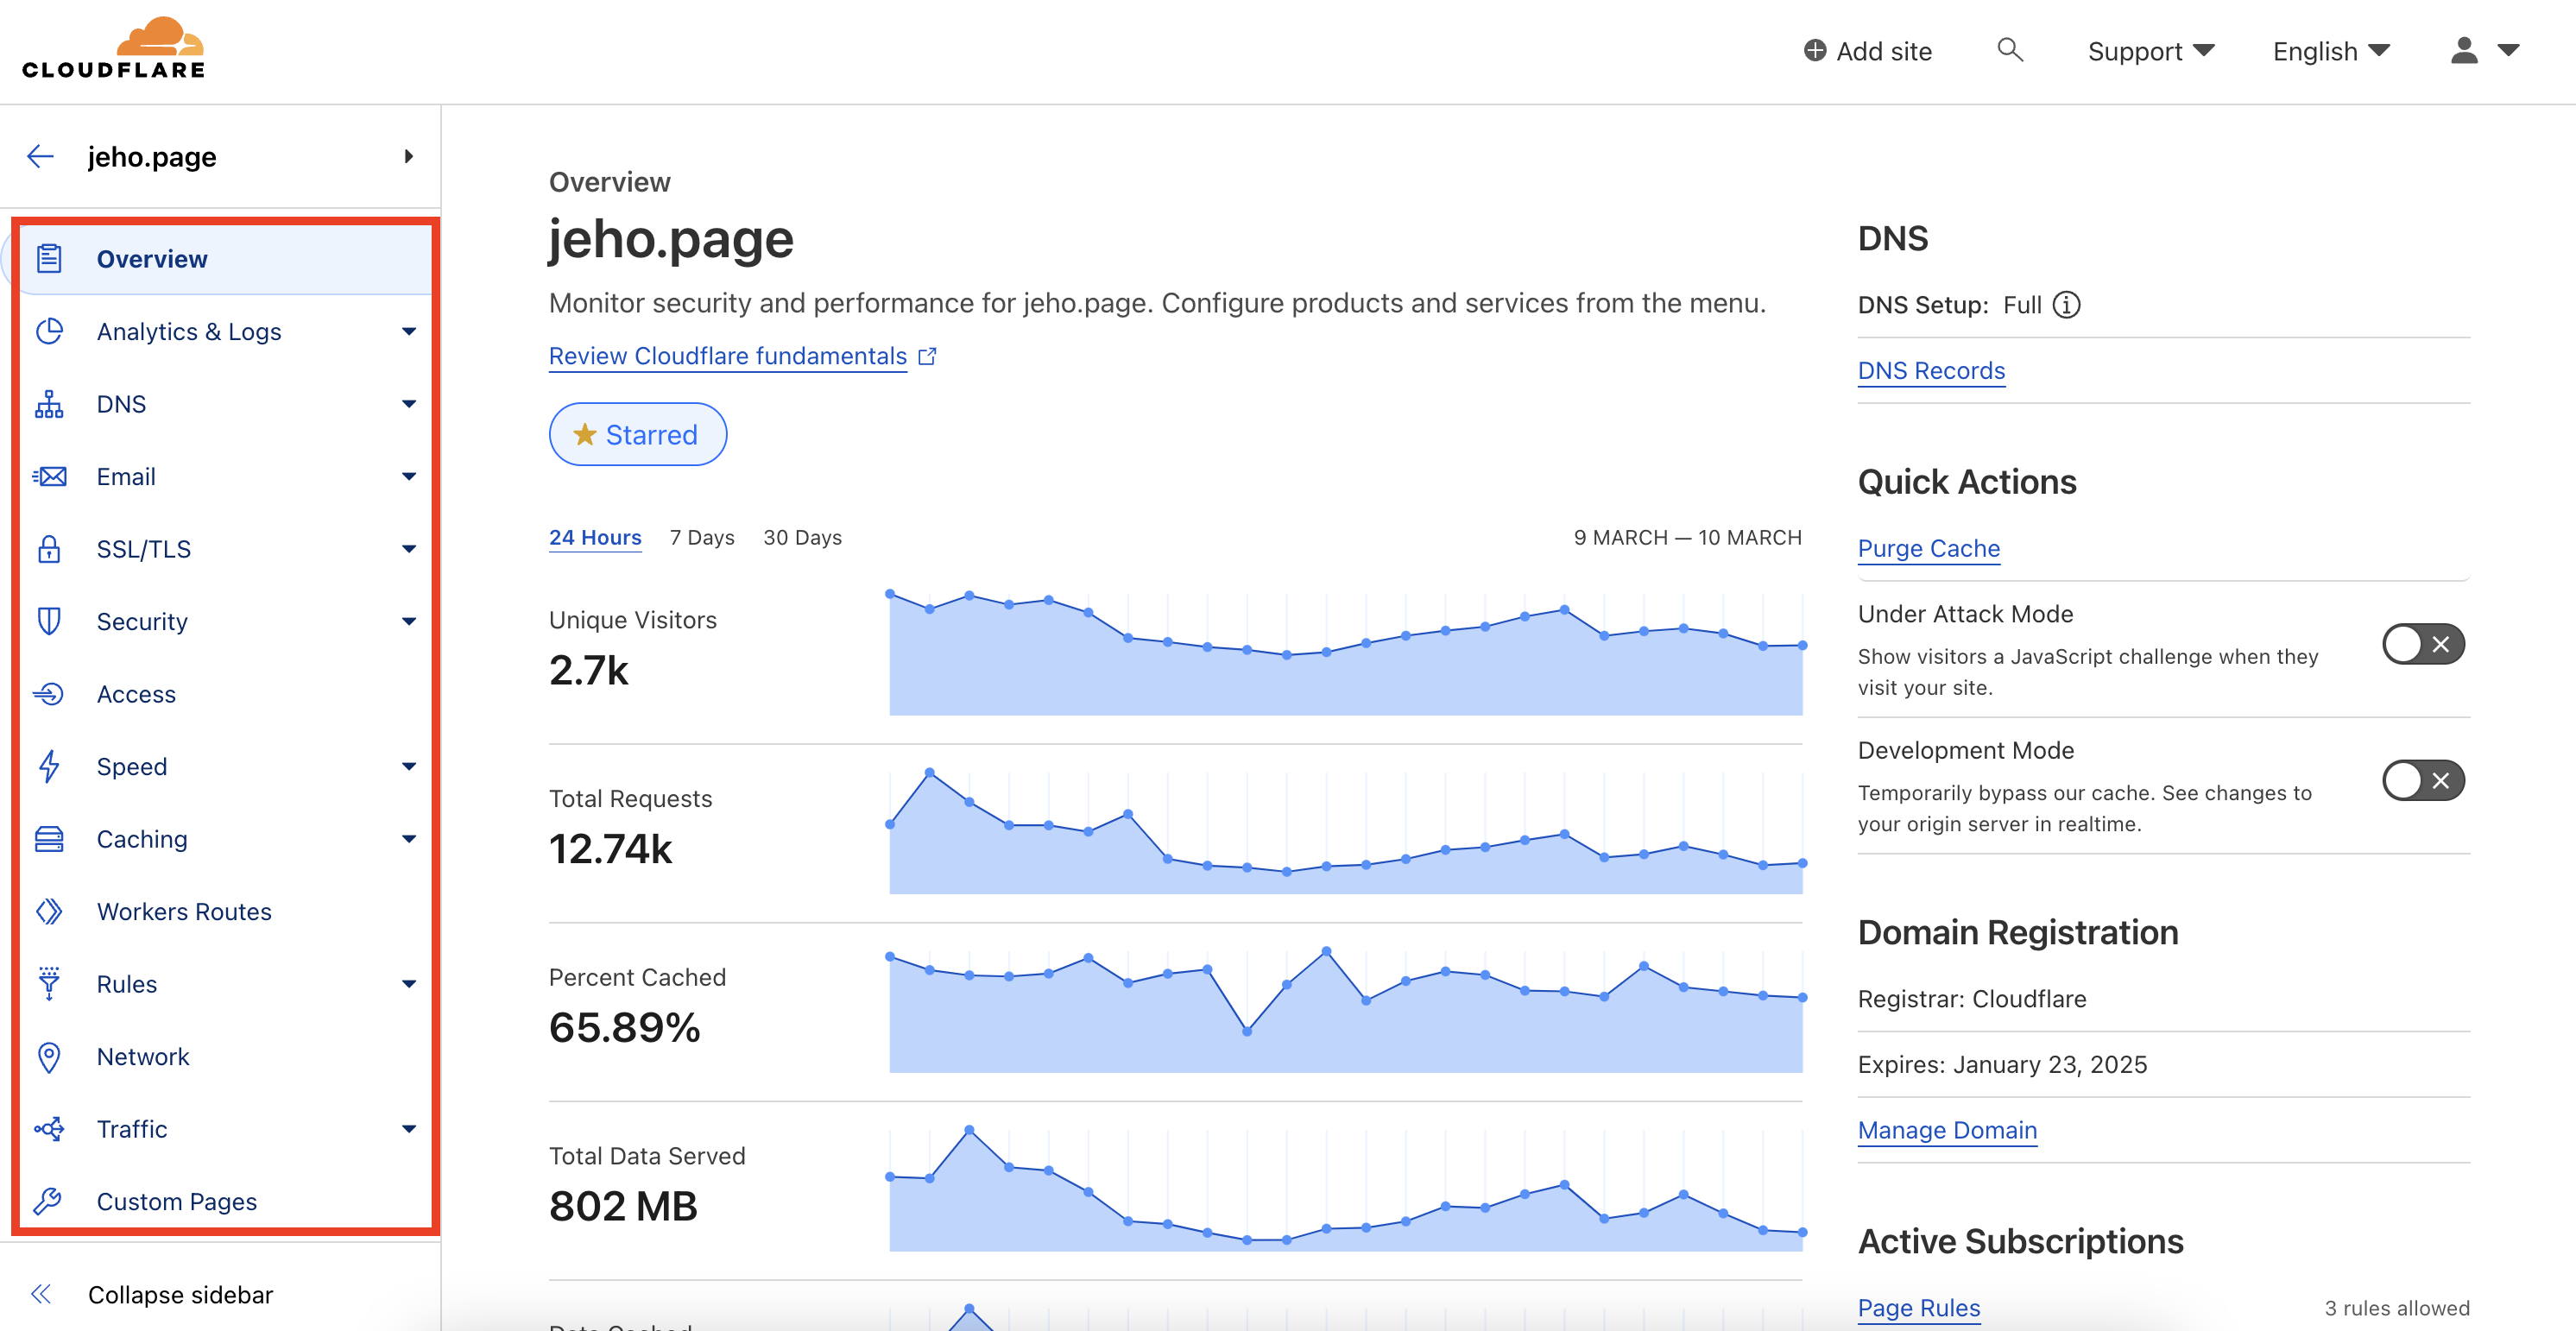 CLOUDFLARE
Add site
Support
English
jeho.page
Overview
Analytics & Logs
DNS
Email
SSL/TLS
Security
Access
Speed
Caching
Workers Routes
Rules
Network
Traffic
Custom Pages
Collapse sidebar
Overview
jeho.page
Monitor security and performance for jeho.page. Configure products and services from the menu.
Review Cloudflare fundamentals
Starred
24 Hours 7 Days 30 Days
9 MARCH — 10 MARCH
Unique Visitors
2.7k
Total Requests
12.74k
Percent Cached
65.89%
Total Data Served
802 MB
Data Cached
DNS
DNS Setup: Full
DNS Records
Quick Actions
Purge Cache
Under Attack Mode
Show visitors a JavaScript challenge when they
visit your site.
Development Mode
Temporarily bypass our cache. See changes to
your origin server in realtime.
Domain Registration
Registrar: Cloudflare
Expires: January 23, 2025
Manage Domain
Active Subscriptions
Page Rules
3 rules allowed